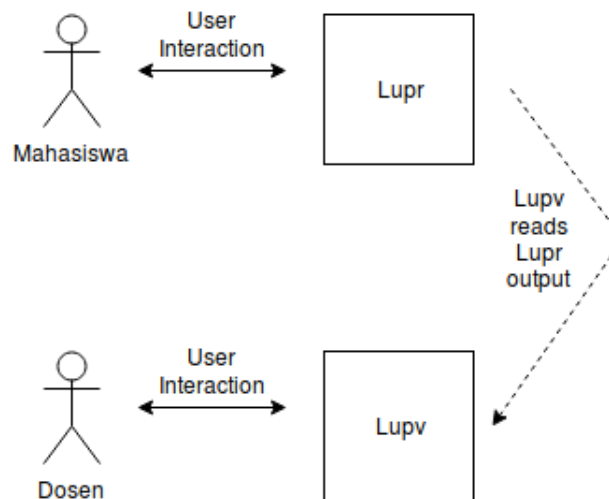 User
Interaction
Lupr
Mahasiswa
Lupv
reads
Lupr
output
User
Interaction
Lupv
Dosen